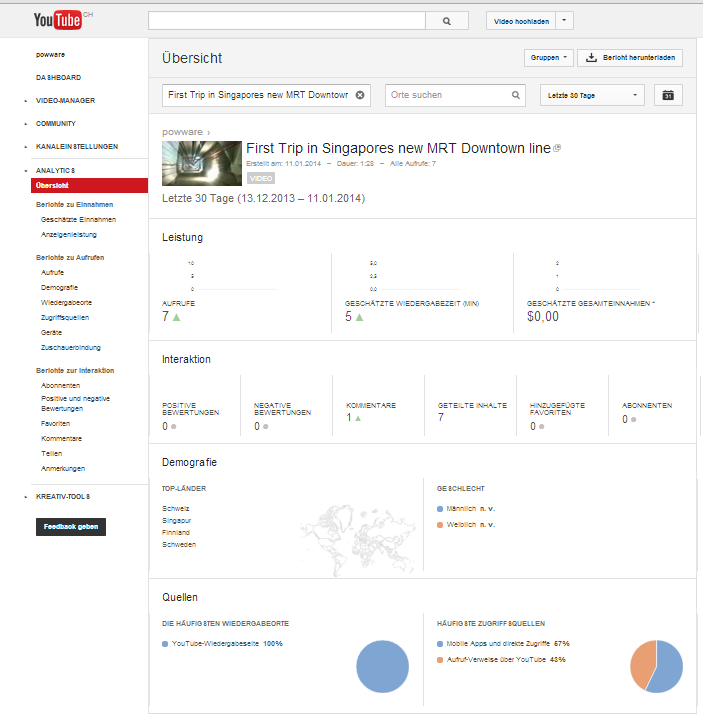 YouTube CH
Video hochladen
powware
DASHBOARD
VIDEO-MANAGER
COMMUNITY
KANALEINSTELLUNGEN
ANALYTICS
Übersicht
Berichte zu Einnahmen
Geschätzte Einnahmen
Anzeigenleistung
Berichte zu Aufrufen
Aufrufe
Demografie
Wiedergabeorte
Zugriffsquellen
Geräte
Zuschauerbindung
Berichte zur Interaktion
Abonnenten
Positive und negative
Bewertungen
Favoriten
Kommentare
Teilen
Anmerkungen
KREATIV-TOOLS
Feedback geben
Übersicht
Gruppen
Bericht herunterladen
First Trip in Singapores new MRT Downtown
Orte suchen
Letzte 30 Tage
31
powware ›
First Trip in Singapores new MRT Downtown line
Erstellt am: 11.01.2014 – Dauer: 1:28 – Alle Aufrufe: 7
VIDEO
Letzte 30 Tage (13.12.2013 – 11.01.2014)
Leistung
10
5
0
AUFRUFE
7
5,0
2,5
0,0
GESCHÄTZTE WIEDERGABEZEIT (MIN)
5
2
1
0
GESCHÄTZTE GESAMTEINNAHMEN *
$0,00
Interaktion
POSITIVE
BEWERTUNGEN
0
NEGATIVE
BEWERTUNGEN
0
KOMMENTARE
1
GETEILTE INHALTE
7
HINZUGEFÜGTE
FAVORITEN
0
ABONNENTEN
0
Demografie
TOP-LÄNDER
Schweiz
Singapur
Finnland
Schweden
GESCHLECHT
Männlich n. v.
Weiblich n. v.
Quellen
DIE HÄUFIGSTEN WIEDERGABEORTE
YouTube-Wiedergabeseite 100%
HÄUFIGSTE ZUGRIFFSQUELLEN
Mobile Apps und direkte Zugriffe 57%
Aufruf-Verweise über YouTube 43%